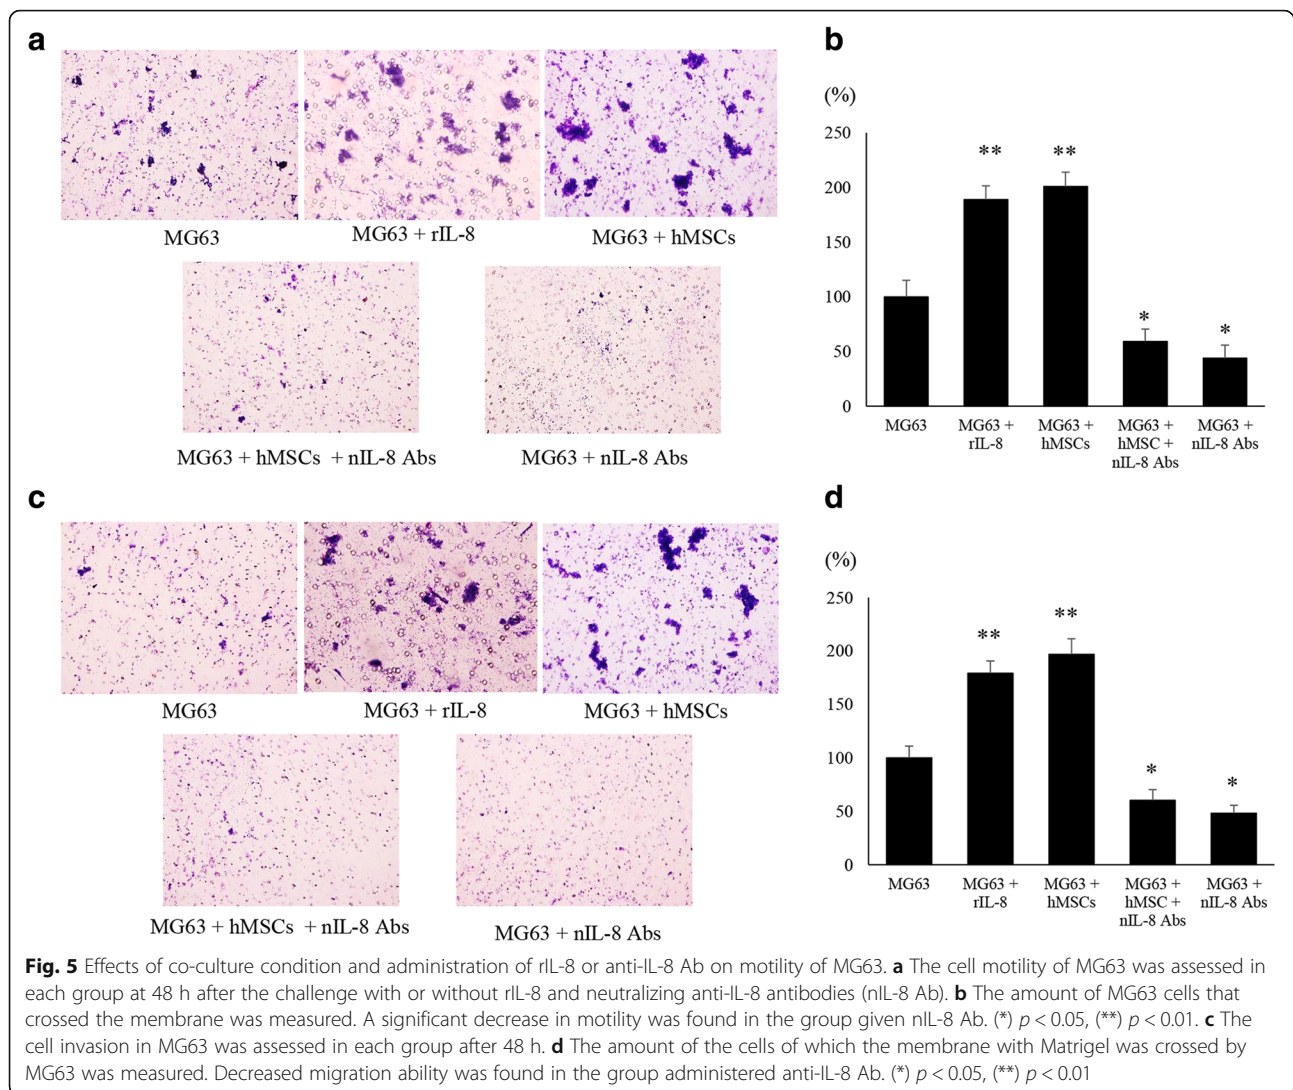 a
MG63
MG63 + rIL-8
MG63 + hMSCs
MG63 + hMSCs + nIL-8 Abs
MG63 + nIL-8 Abs
b
(%)
250
200
150
100
50
0
**
**
*
*
MG63
MG63 +
rIL-8
MG63 +
hMSCs
MG63 +
hMSC +
nIL-8 Abs
MG63 +
nIL-8 Abs
c
MG63
MG63 + rIL-8
MG63 + hMSCs
MG63 + hMSCs + nIL-8 Abs
MG63 + nIL-8 Abs
d
(%)
250
200
150
100
50
0
**
**
*
*
MG63
MG63 +
rIL-8
MG63 +
hMSCs
MG63 +
hMSC +
nIL-8 Abs
MG63 +
nIL-8 Abs
Fig. 5 Effects of co-culture condition and administration of rIL-8 or anti-IL-8 Ab on motility of MG63. a The cell motility of MG63 was assessed in
each group at 48 h after the challenge with or without rIL-8 and neutralizing anti-IL-8 antibodies (nIL-8 Ab). b The amount of MG63 cells that
crossed the membrane was measured. A significant decrease in motility was found in the group given nIL-8 Ab. (*) p < 0.05, (**) p < 0.01. c The
cell invasion in MG63 was assessed in each group after 48 h. d The amount of the cells of which the membrane with Matrigel was crossed by
MG63 was measured. Decreased migration ability was found in the group administered anti-IL-8 Ab. (*) p < 0.05, (**) p < 0.01